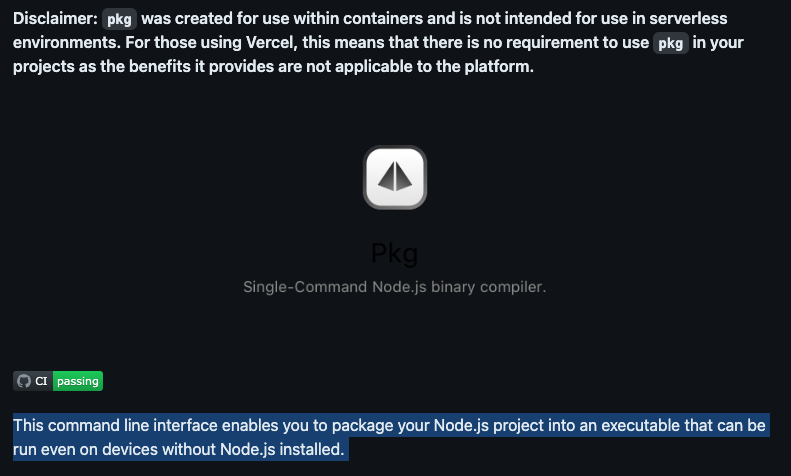 Disclaimer: pkg was created for use within containers and is not intended for use in serverless
environments. For those using Vercel, this means that there is no requirement to use pkg in your
projects as the benefits it provides are not applicable to the platform.
Pkg
Single-Command Node.js binary compiler.
CI passing
This command line interface enables you to package your Node.js project into an executable that can be
run even on devices without Node.js installed.